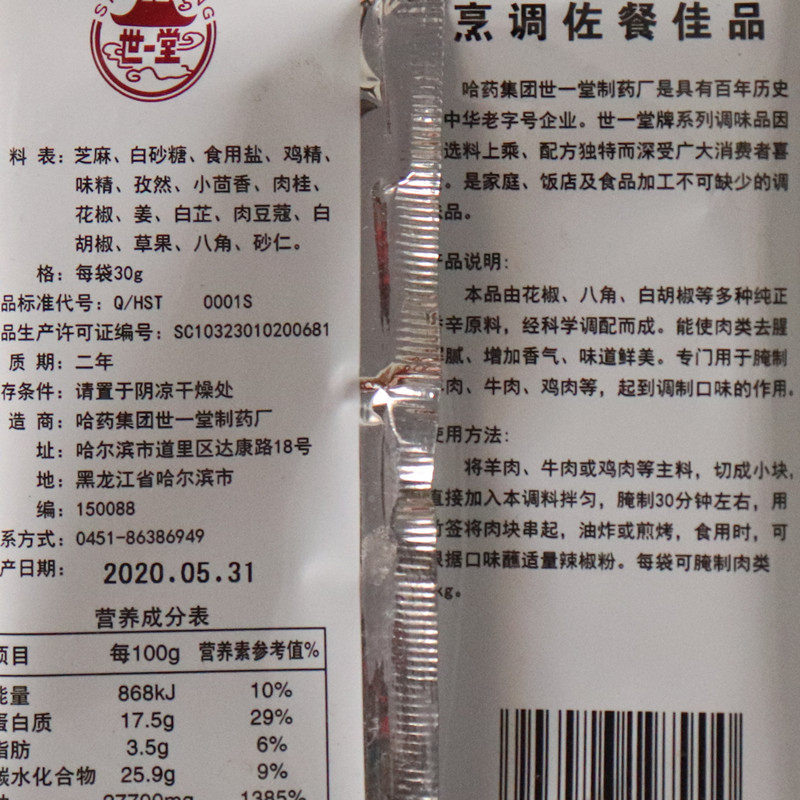 世一堂
料 表：芝麻、白砂糖、食用盐、鸡精、
味精、孜然、小茴香、肉桂、
花椒、姜、白芷、肉豆蔻、白
胡椒、草果、八角、砂仁。
格：每袋30g
品标准代号：Q/HST 0001S
品生产许可证编号：SC10323010200681
质 期：二年
存条件：请置于阴凉干燥处
造 商：哈药集团世一堂制药厂
址：哈尔滨市道里区达康路18号
地：黑龙江省哈尔滨市
编：150088
系方式：0451-86386949
产日期：2020.05.31
营养成分表
项目 每100g 营养素参考值%
能量 868kJ 10%
蛋白质 17.5g 29%
脂肪 3.5g 6%
碳水化合物 25.9g 9%
1385%
烹调佐餐佳品
哈药集团世一堂制药厂是具有百年历史
中华老字号企业。世一堂牌系列调味品因
选料上乘、配方独特而深受广大消费者喜
。是家庭、饭店及食品加工不可缺少的调
品。
产品说明：
本品由花椒、八角、白胡椒等多种纯正
辛原料，经科学调配而成。能使肉类去腥
腻、增加香气、味道鲜美。专门用于腌制
肉、牛肉、鸡肉等，起到调制口味的作用。
使用方法：
将羊肉、牛肉或鸡肉等主料，切成小块，
直接加入本调料拌匀，腌制30分钟左右，用
竹签将肉块串起，油炸或煎烤，食用时，可
根据口味蘸适量辣椒粉。每袋可腌制肉类
kg。